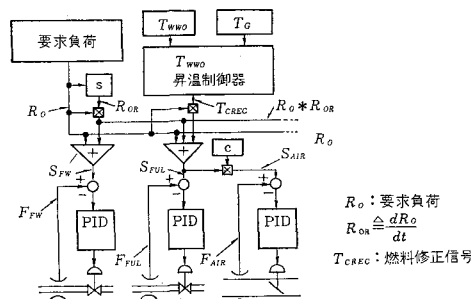 T_WWO T_G
要求負荷
T_WWO
昇温制御器
s
R_O R_OR T_CREG R_O * R_OR
R_O
+ + c
S_FW S_FUL S_AIR
+ + +
− − −
F_FW PID F_FUL PID F_AIR PID
R_O：要求負荷
R_OR ≜ dR_O/dt
T_CREG：燃料修正信号